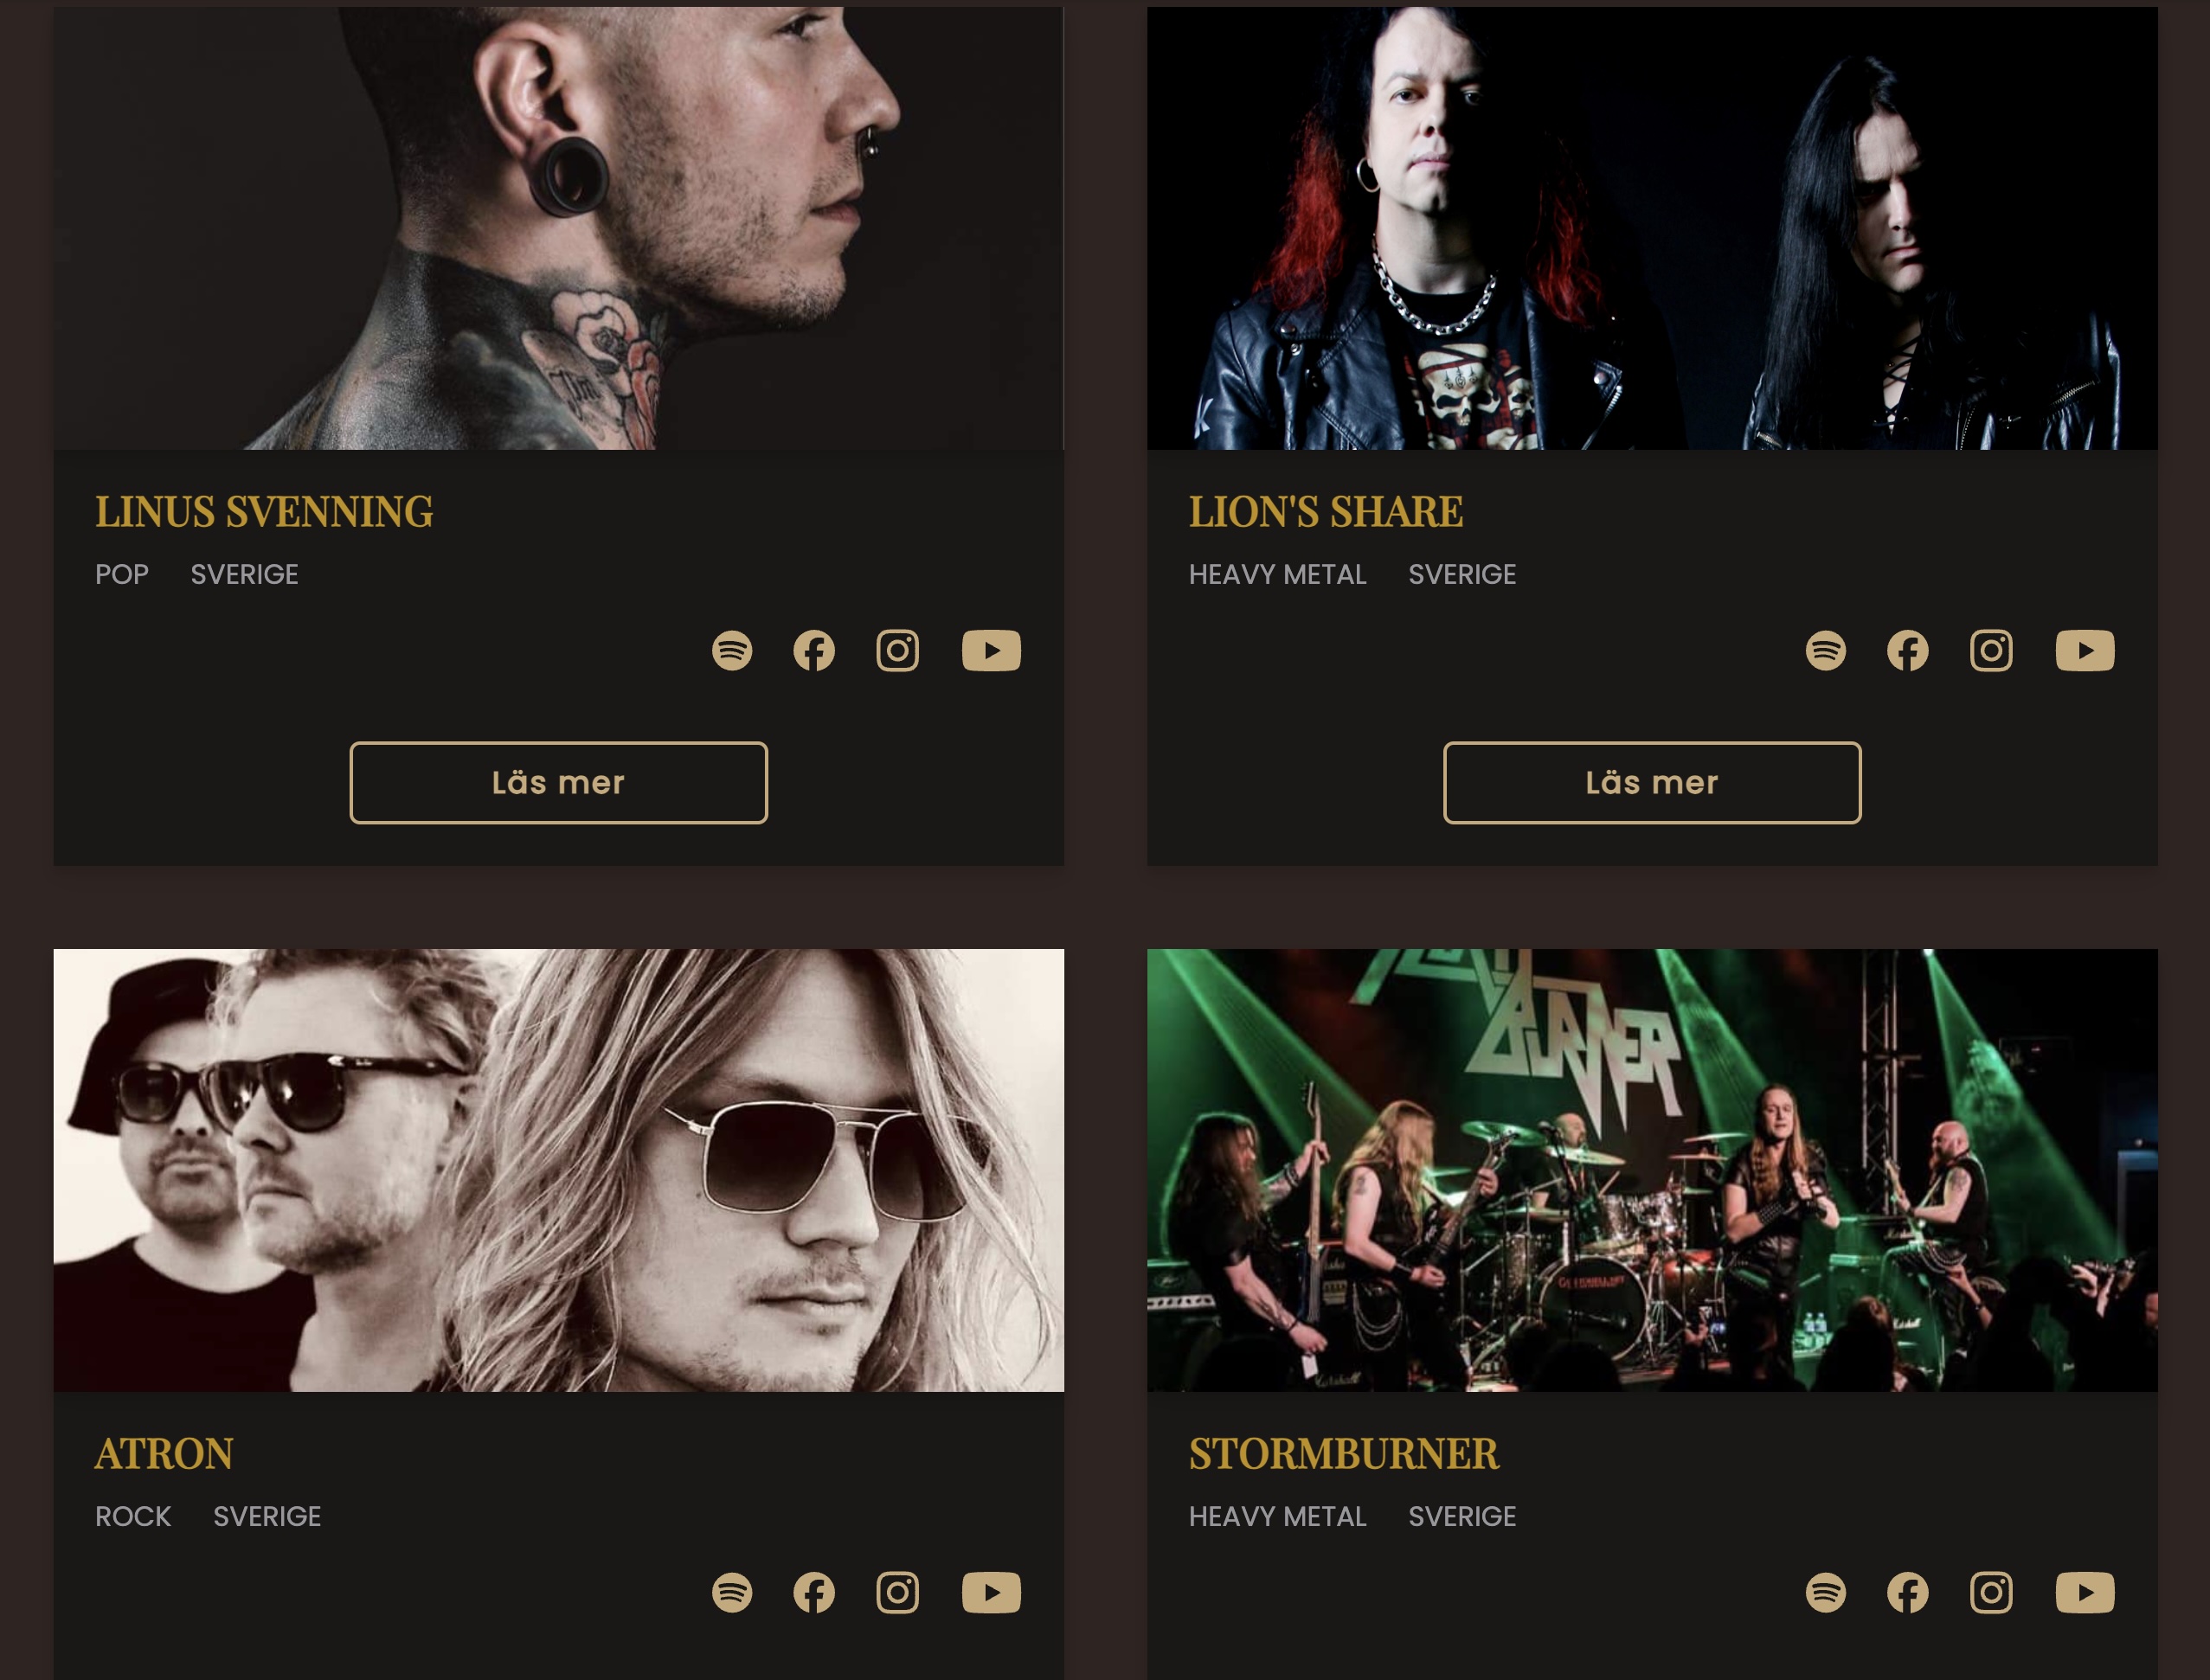 LINUS SVENNING
POP SVERIGE
Läs mer
LION'S SHARE
HEAVY METAL SVERIGE
Läs mer
BURNER
ATRON
ROCK SVERIGE
STORMBURNER
HEAVY METAL SVERIGE